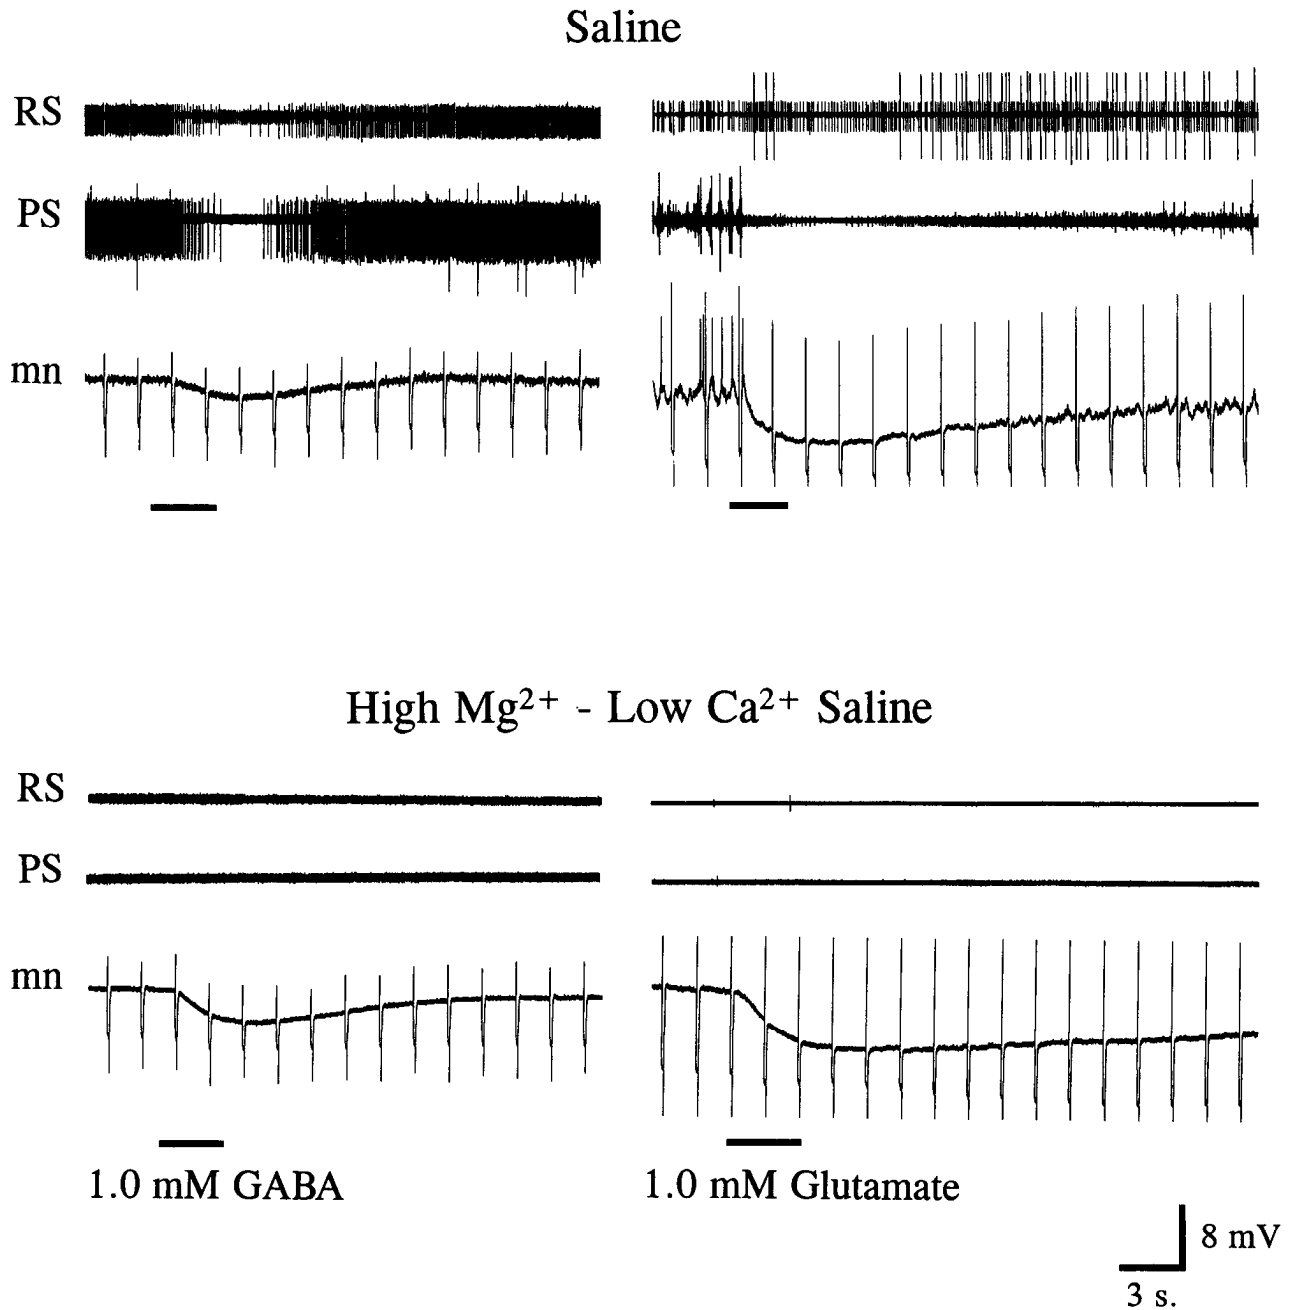 Saline
RS
PS
mn
High Mg²⁺ - Low Ca²⁺ Saline
RS
PS
mn
1.0 mM GABA
1.0 mM Glutamate
8 mV
3 s.